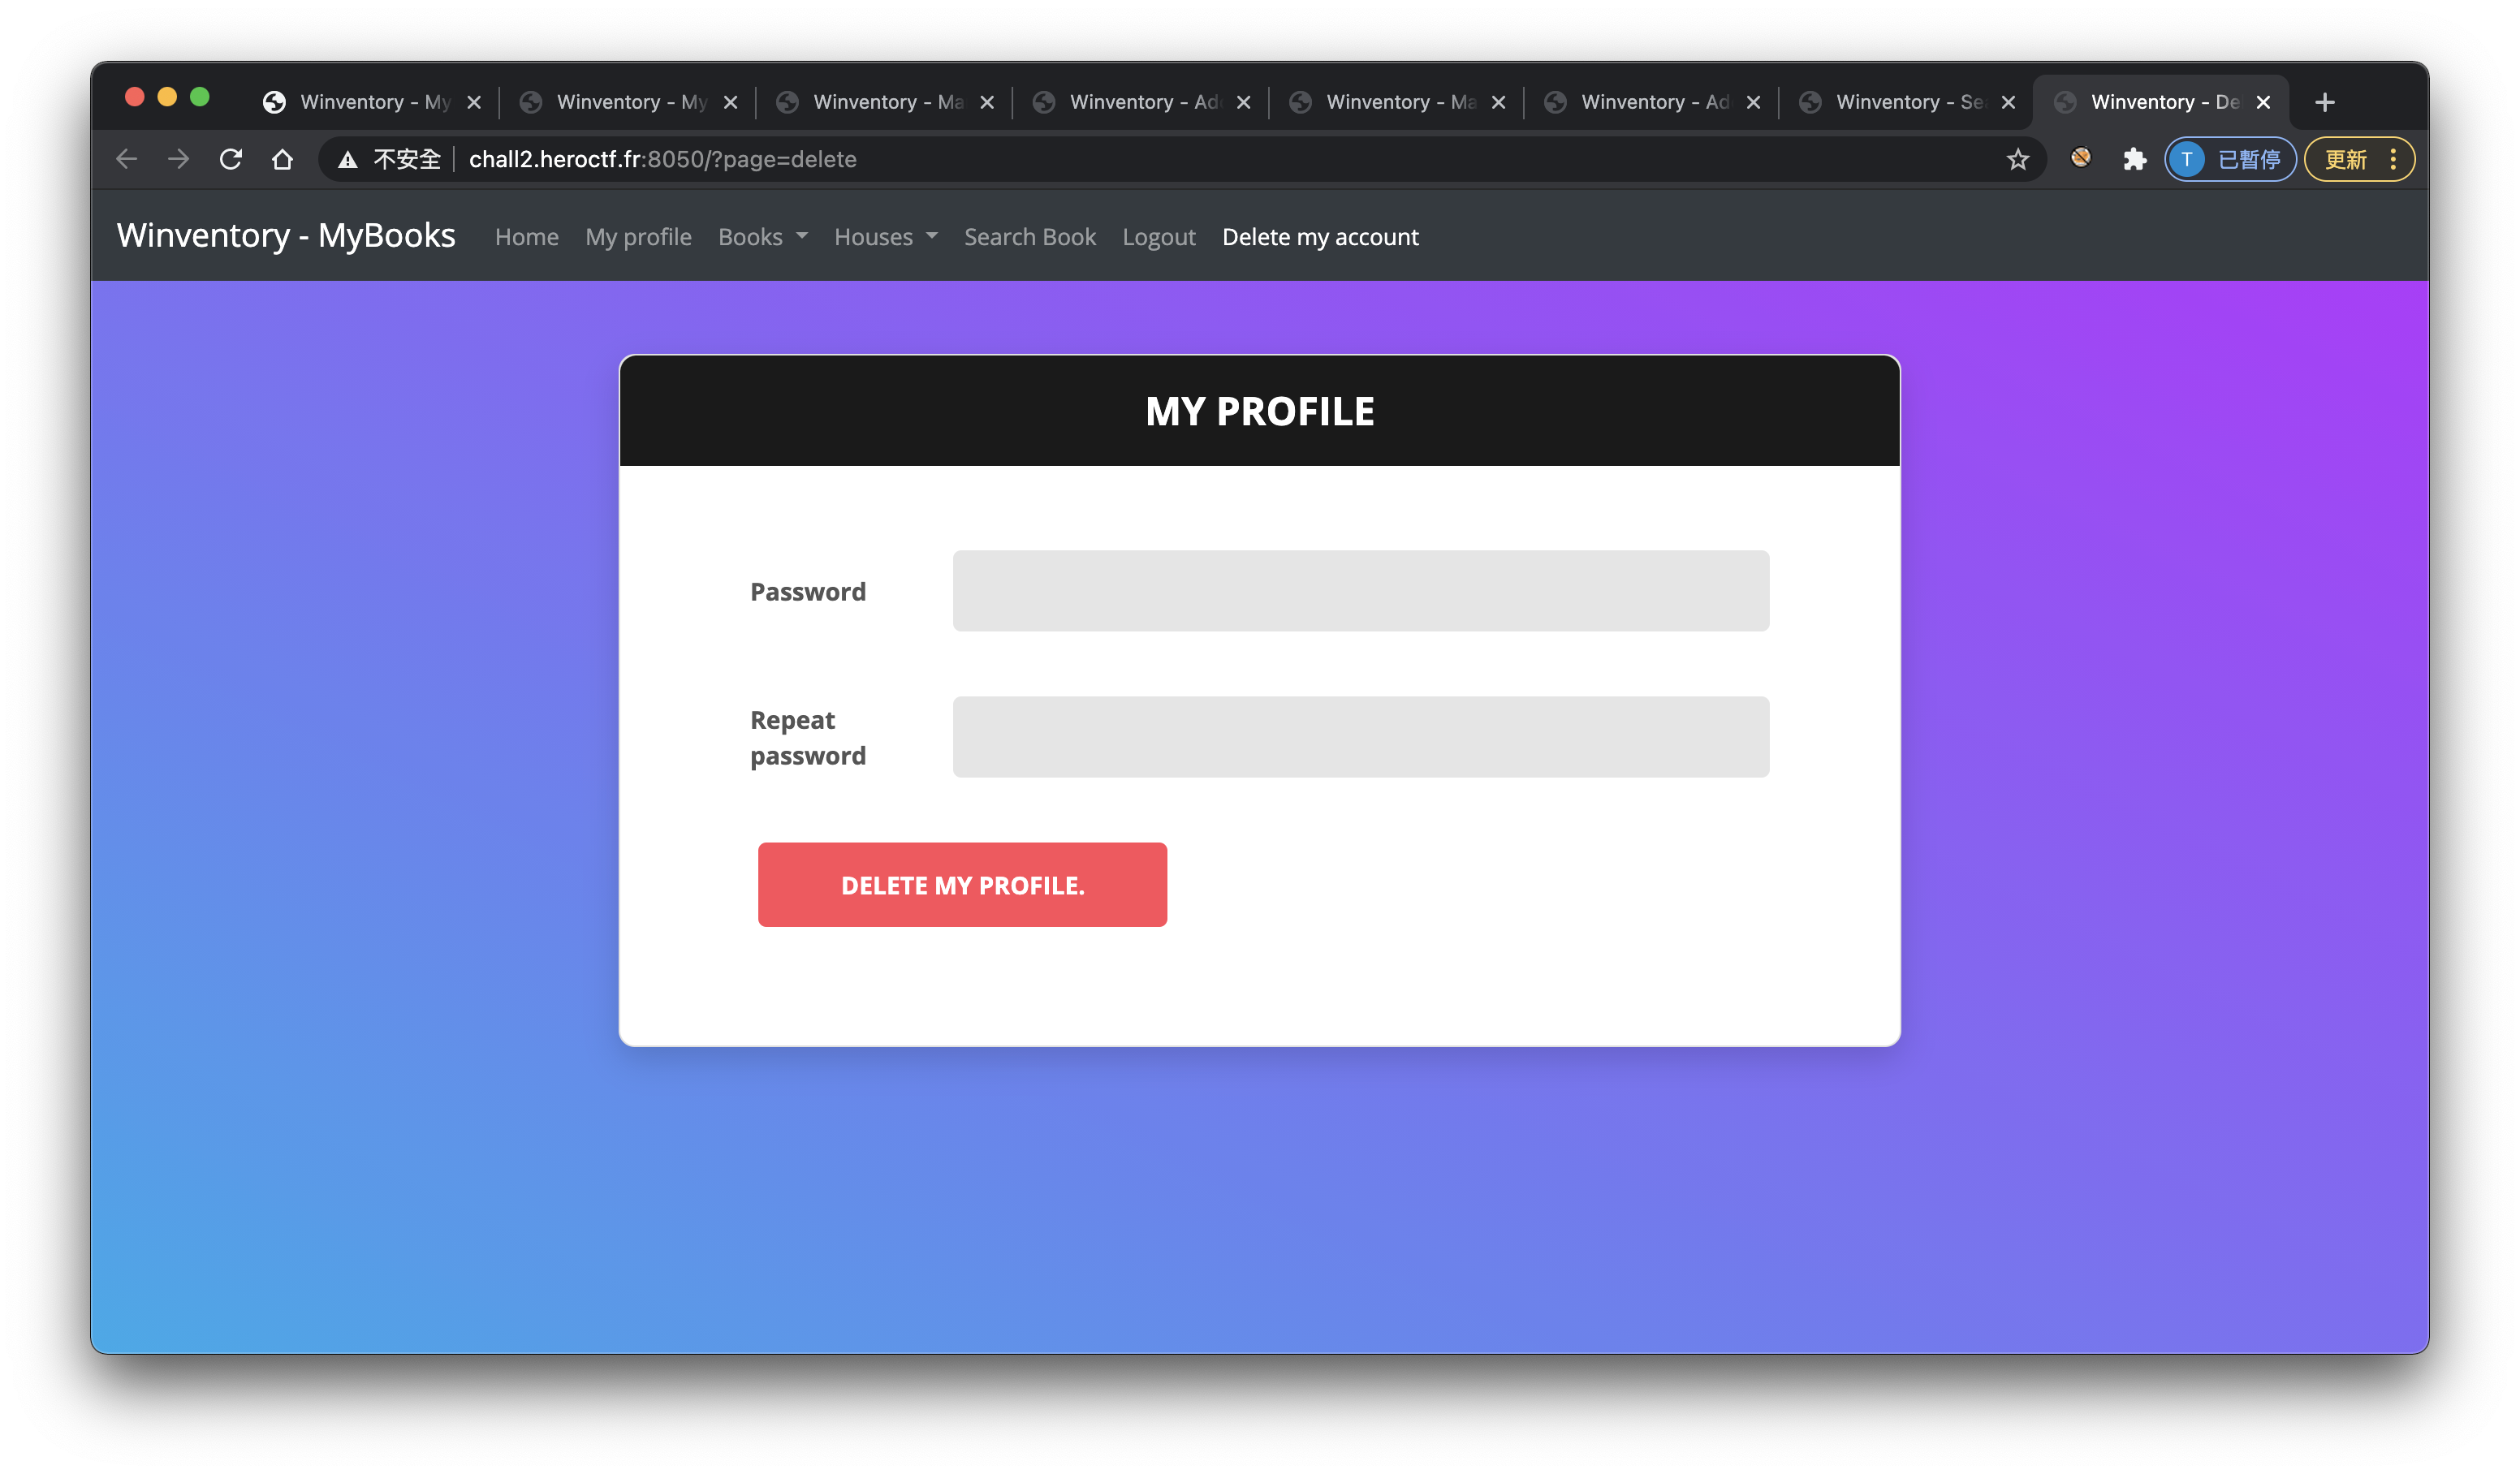 Winventory - My
Winventory - My
Winventory - Ma
Winventory - Ad
Winventory - Ma
Winventory - Ad
Winventory - Se
Winventory - De
不安全 chall2.heroctf.fr:8050/?page=delete
T 已暫停 更新
Winventory - MyBooks Home My profile Books Houses Search Book Logout Delete my account
MY PROFILE
Password
Repeat
password
DELETE MY PROFILE.